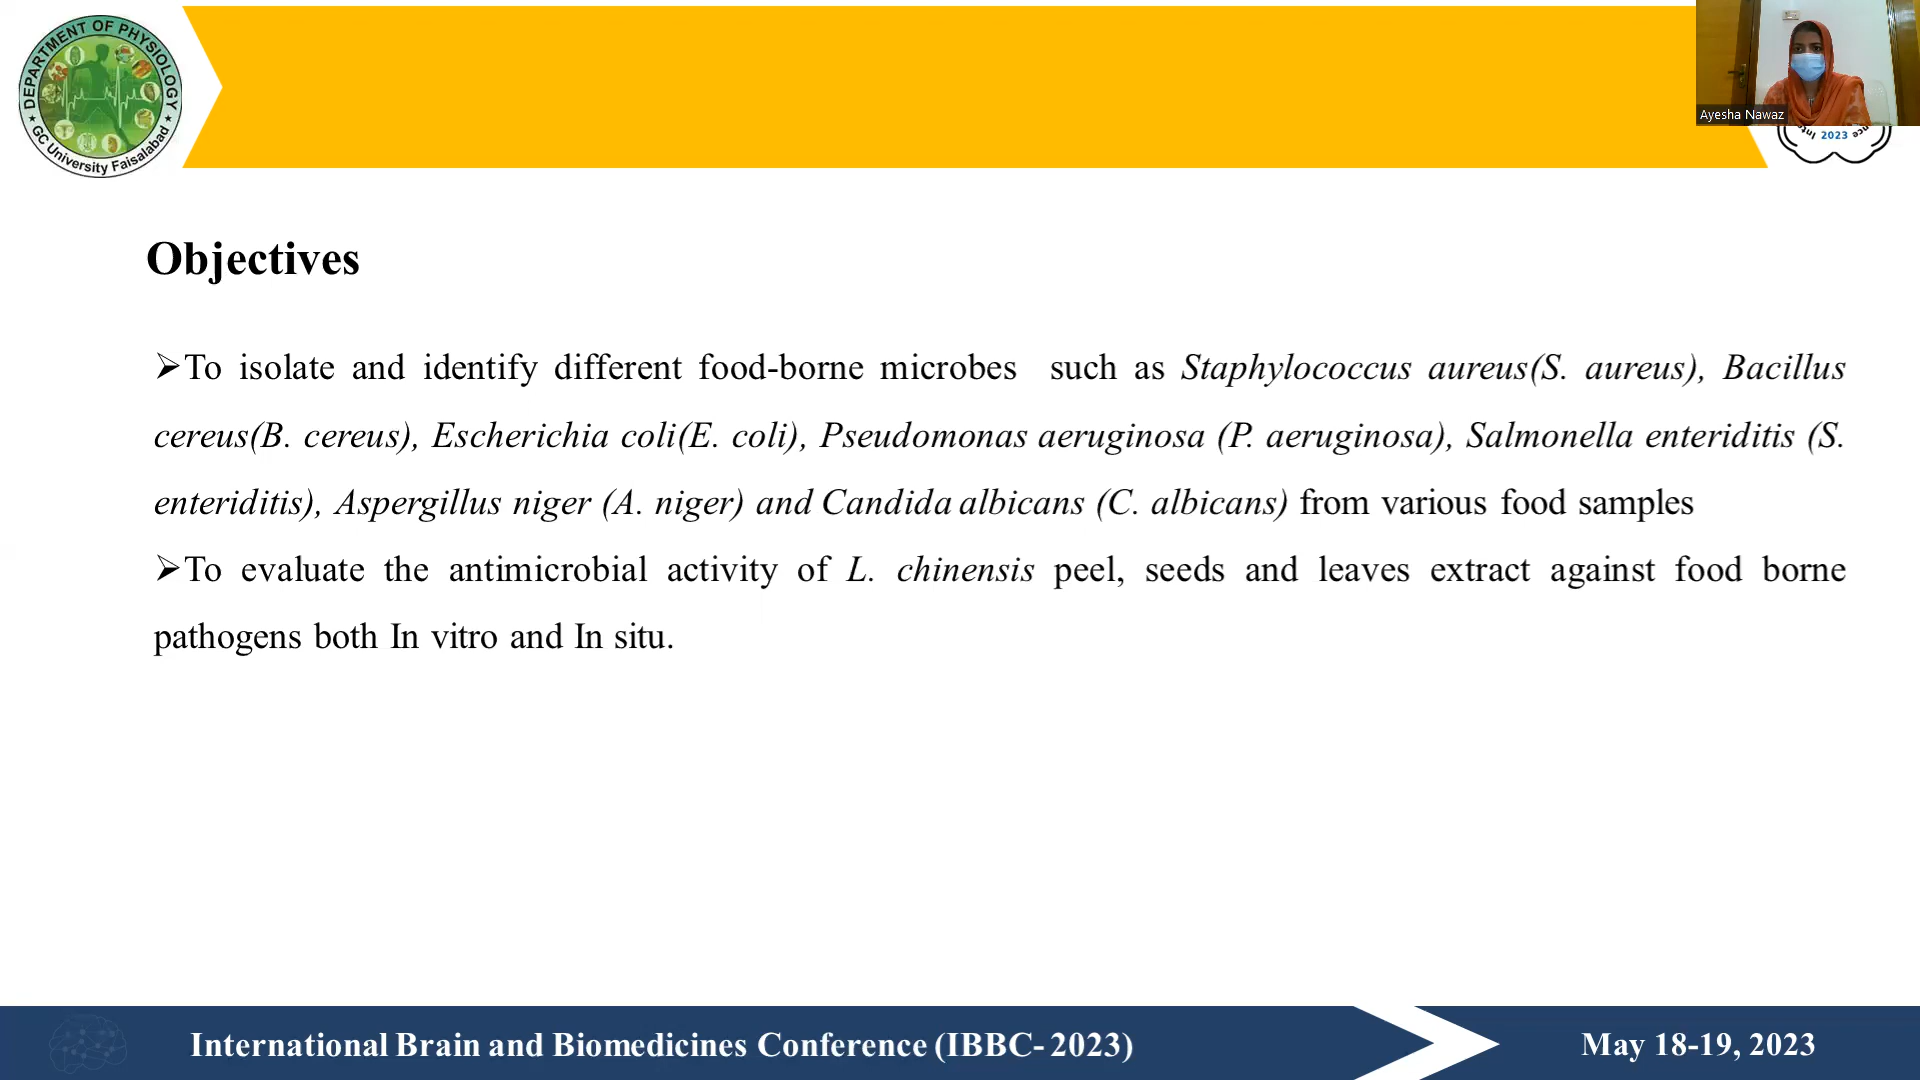 DEPARTMENT OF PHYSIOLOGY
★ GC University Faisalabad ★
Ayesha Nawaz
2023
Objectives
➢To isolate and identify different food-borne microbes such as Staphylococcus aureus(S. aureus), Bacillus
cereus(B. cereus), Escherichia coli(E. coli), Pseudomonas aeruginosa (P. aeruginosa), Salmonella enteriditis (S.
enteriditis), Aspergillus niger (A. niger) and Candida albicans (C. albicans) from various food samples
➢To evaluate the antimicrobial activity of L. chinensis peel, seeds and leaves extract against food borne
pathogens both In vitro and In situ.
International Brain and Biomedicines Conference (IBBC- 2023)
May 18-19, 2023